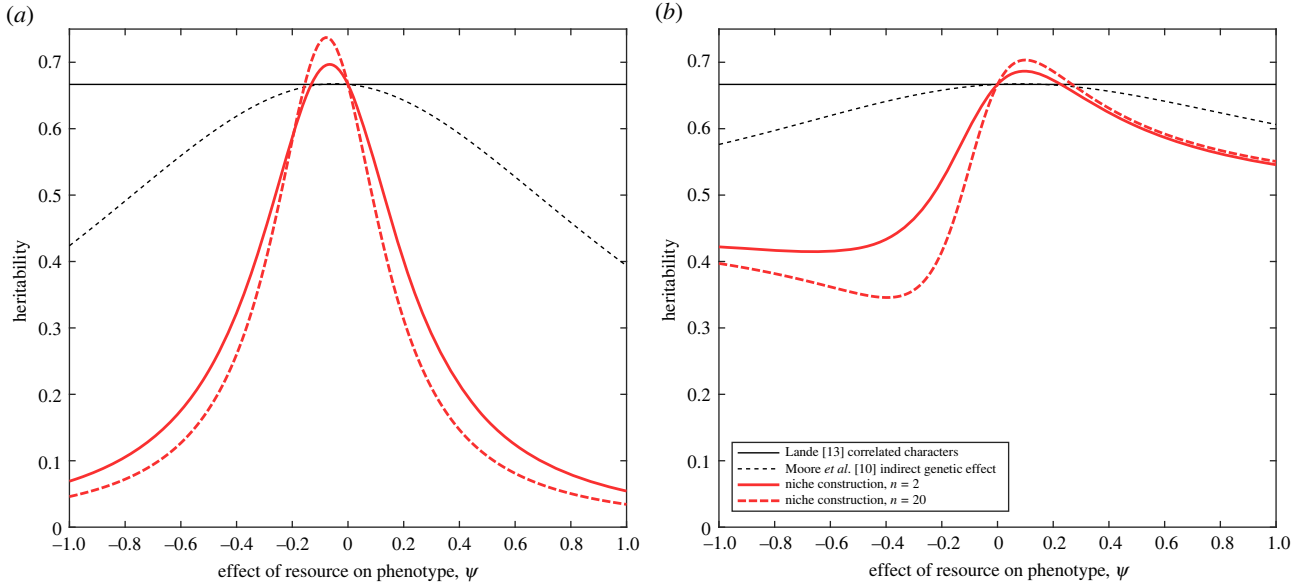 (a)
0.7
0.6
0.5
0.4
0.3
0.2
0.1
0
heritability
–1.0 –0.8 –0.6 –0.4 –0.2 0 0.2 0.4 0.6 0.8 1.0
effect of resource on phenotype, ψ
(b)
0.7
0.6
0.5
0.4
0.3
0.2
0.1
0
heritability
Lande [13] correlated characters
Moore et al. [10] indirect genetic effect
niche construction, n = 2
niche construction, n = 20
–1.0 –0.8 –0.6 –0.4 –0.2 0 0.2 0.4 0.6 0.8 1.0
effect of resource on phenotype, ψ